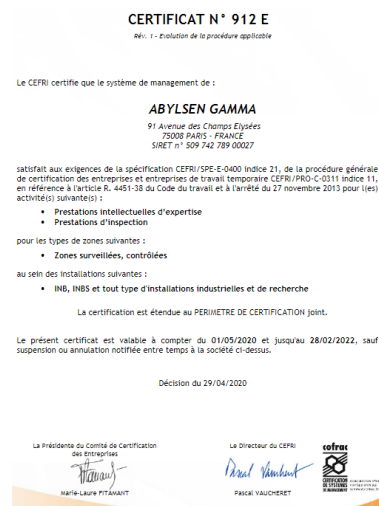 CERTIFICAT N° 912 E
Rév. 1 - Evolution de la procédure applicable
Le CEFRI certifie que le système de management de :
ABYLSEN GAMMA
91 Avenue des Champs Elysées
75008 PARIS - FRANCE
SIRET n° 509 742 789 00027
satisfait aux exigences de la spécification CEFRI/SPE-E-0400 indice 21, de la procédure générale
de certification des entreprises et entreprises de travail temporaire CEFRI/PRO-C-0311 indice 11,
en référence à l'article R. 4451-38 du Code du travail et à l'arrêté du 27 novembre 2013 pour l(es)
activité(s) suivante(s) :
• Prestations intellectuelles d'expertise
• Prestations d'inspection
pour les types de zones suivantes :
• Zones surveillées, contrôlées
au sein des installations suivantes :
• INB, INBS et tout type d'installations industrielles et de recherche
La certification est étendue au PERIMETRE DE CERTIFICATION joint.
Le présent certificat est valable à compter du 01/05/2020 et jusqu'au 28/02/2022, sauf
suspension ou annulation notifiée entre temps à la société ci-dessus.
Décision du 29/04/2020
La Présidente du Comité de Certification
des Entreprises
Marie-Laure FITAMANT
Le Directeur du CEFRI
Pascal Vaucheret
Pascal VAUCHERET
cofrac
CERTIFICATION
DE SYSTEMES
DE MANAGEMENT